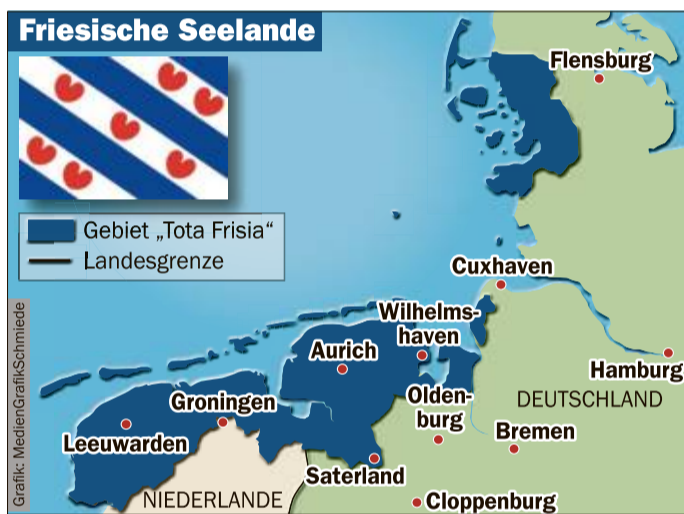 Friesische Seelande
Gebiet „Tota Frisia“
Landesgrenze
Flensburg
Cuxhaven
Wilhelms-
haven
Aurich
Hamburg
Groningen
Olden-
burg
DEUTSCHLAND
Leeuwarden
Bremen
Saterland
NIEDERLANDE
Cloppenburg
Grafik: MedienGrafikSchmiede